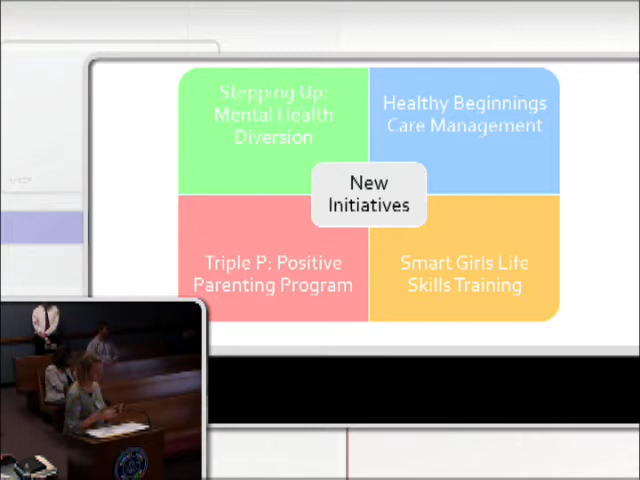 Stepping Up:
Mental Health
Diversion
Healthy Beginnings
Care Management
New
Initiatives
Triple P: Positive
Parenting Program
Smart Girls Life
Skills Training